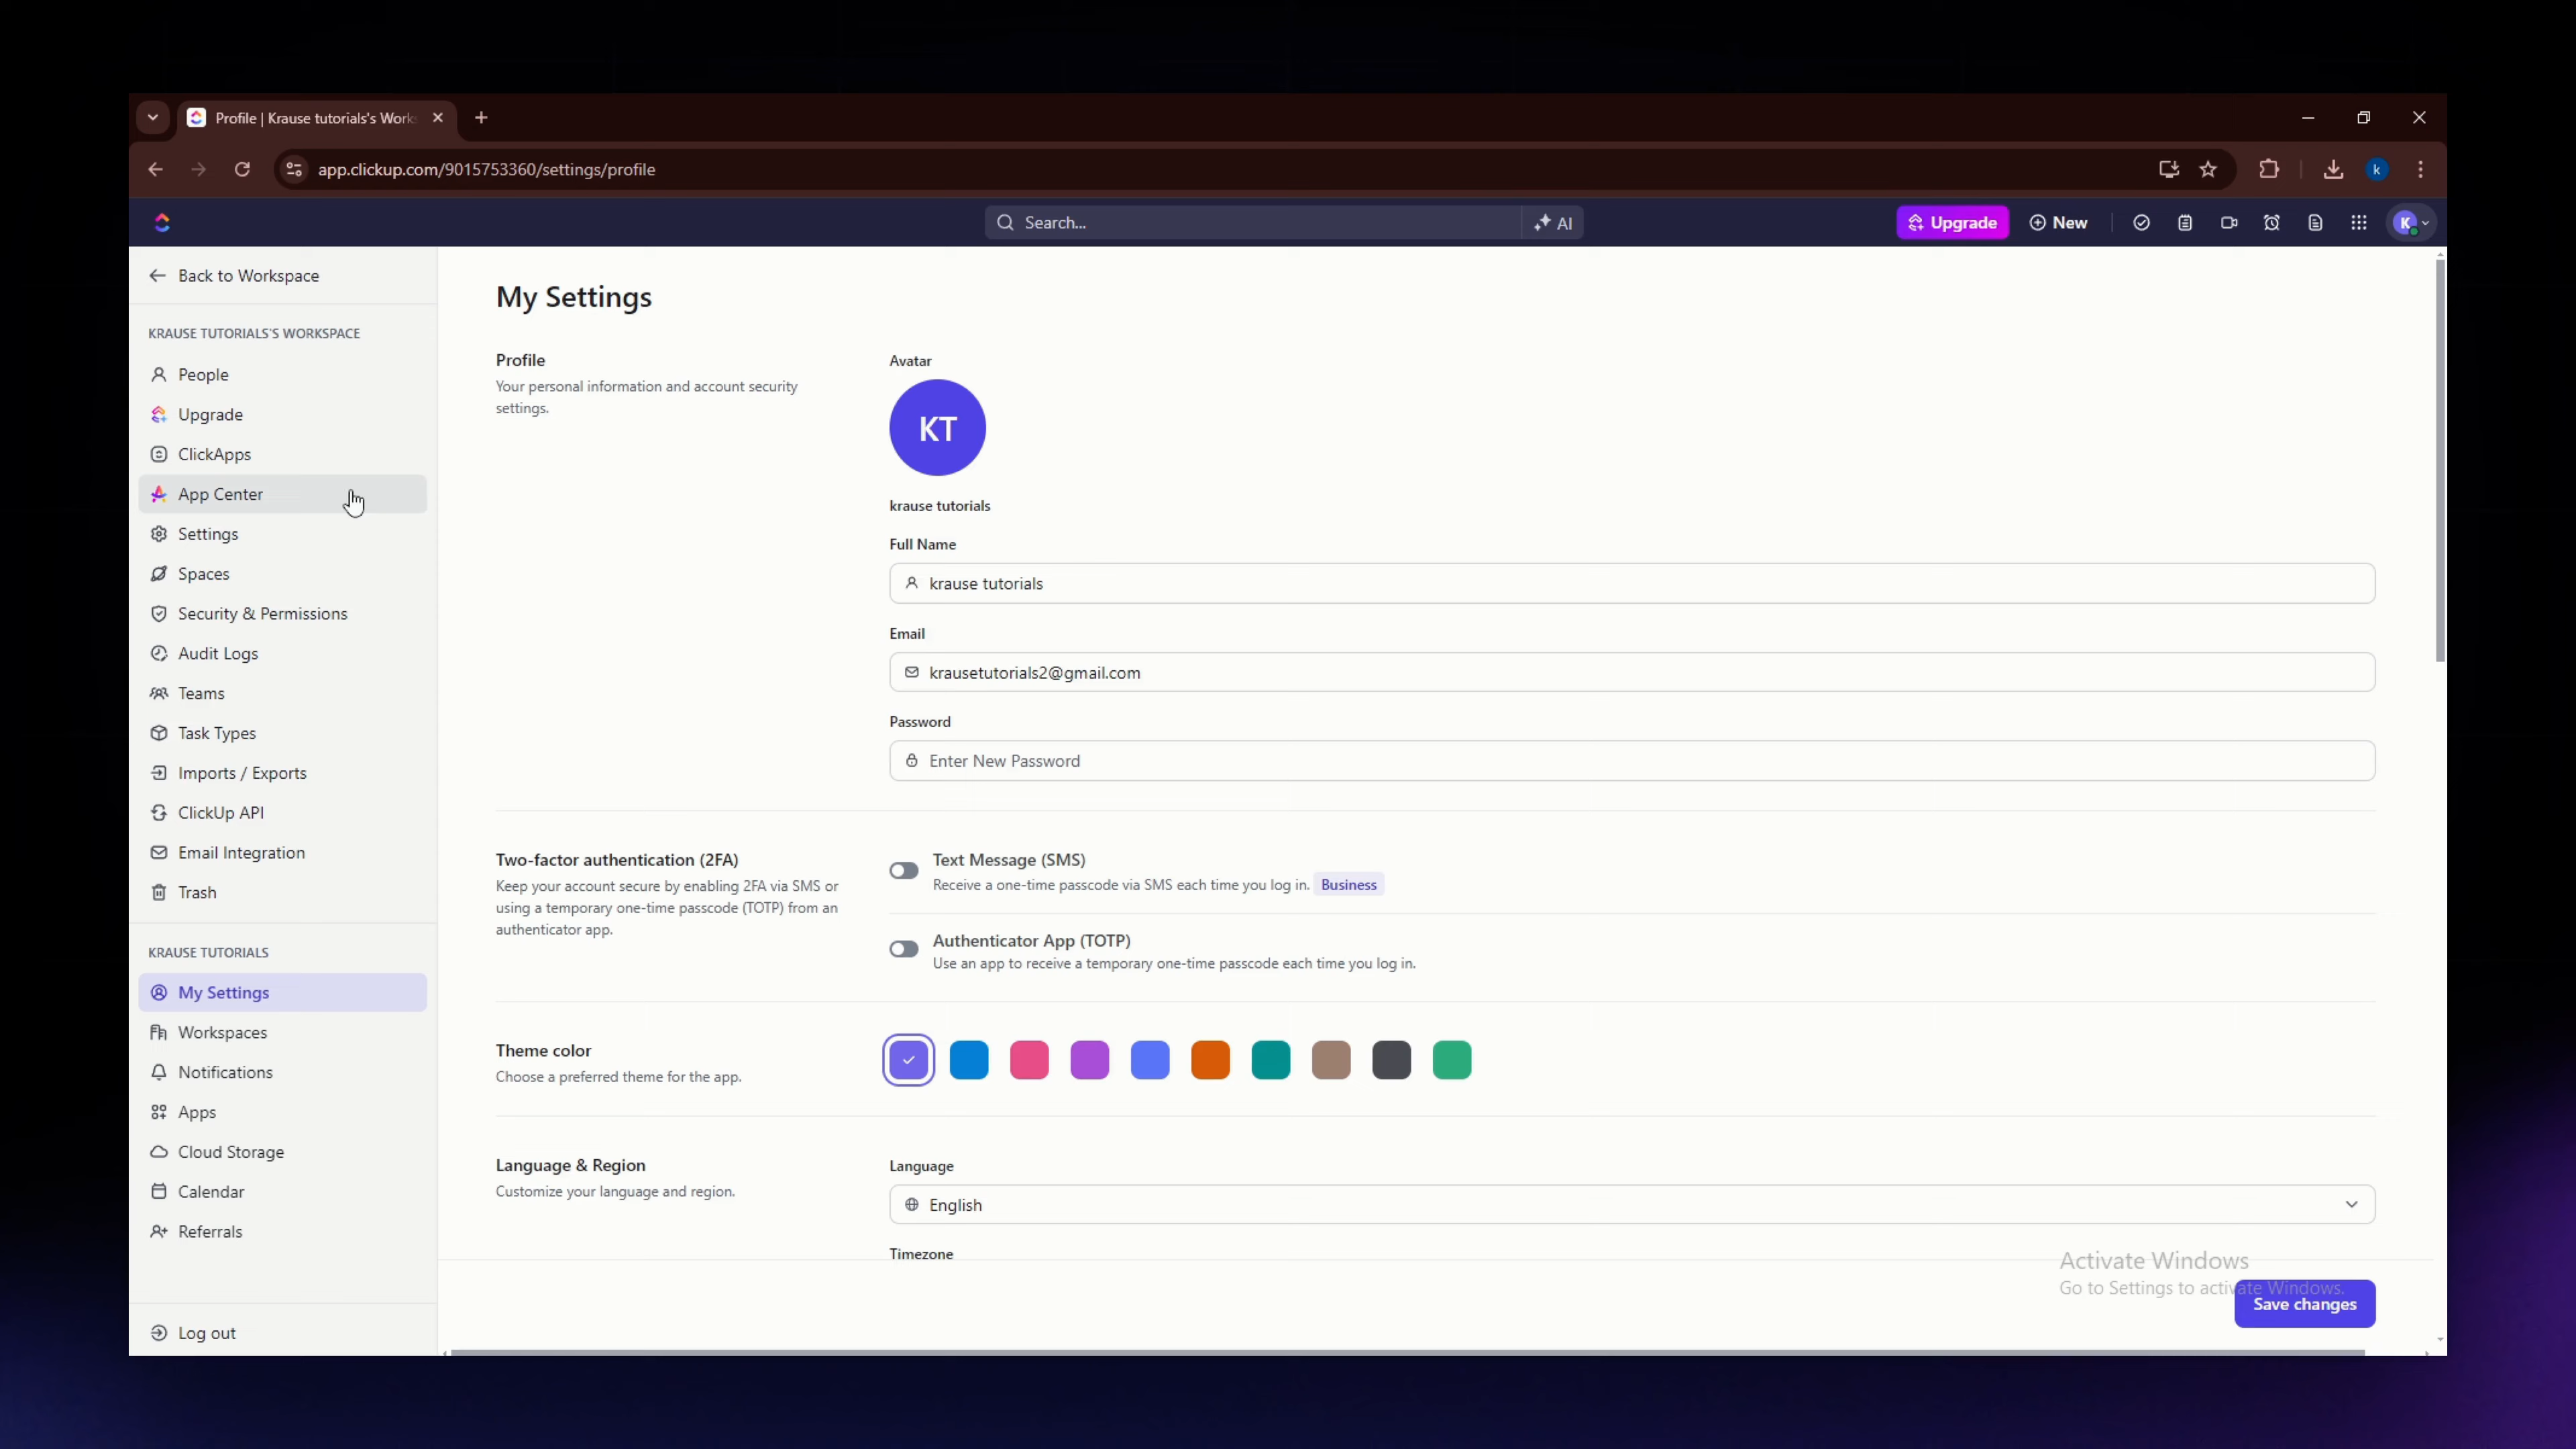 Profile | Krause tutorials's Work
app.clickup.com/9015753360/settings/profile
k
Search...
AI
Upgrade
New
K
Back to Workspace
KRAUSE TUTORIALS'S WORKSPACE
People
Upgrade
ClickApps
App Center
Settings
Spaces
Security & Permissions
Audit Logs
Teams
Task Types
Imports / Exports
ClickUp API
Email Integration
Trash
KRAUSE TUTORIALS
My Settings
Workspaces
Notifications
Apps
Cloud Storage
Calendar
Referrals
Log out
My Settings
Profile
Your personal information and account security
settings.
Avatar
KT
krause tutorials
Full Name
krause tutorials
Email
krausetutorials2@gmail.com
Password
Enter New Password
Two-factor authentication (2FA)
Keep your account secure by enabling 2FA via SMS or
using a temporary one-time passcode (TOTP) from an
authenticator app.
Text Message (SMS)
Receive a one-time passcode via SMS each time you log in. Business
Authenticator App (TOTP)
Use an app to receive a temporary one-time passcode each time you log in.
Theme color
Choose a preferred theme for the app.
Language & Region
Customize your language and region.
Language
English
Timezone
Activate Windows
Go to Settings to activate Windows.
Save changes